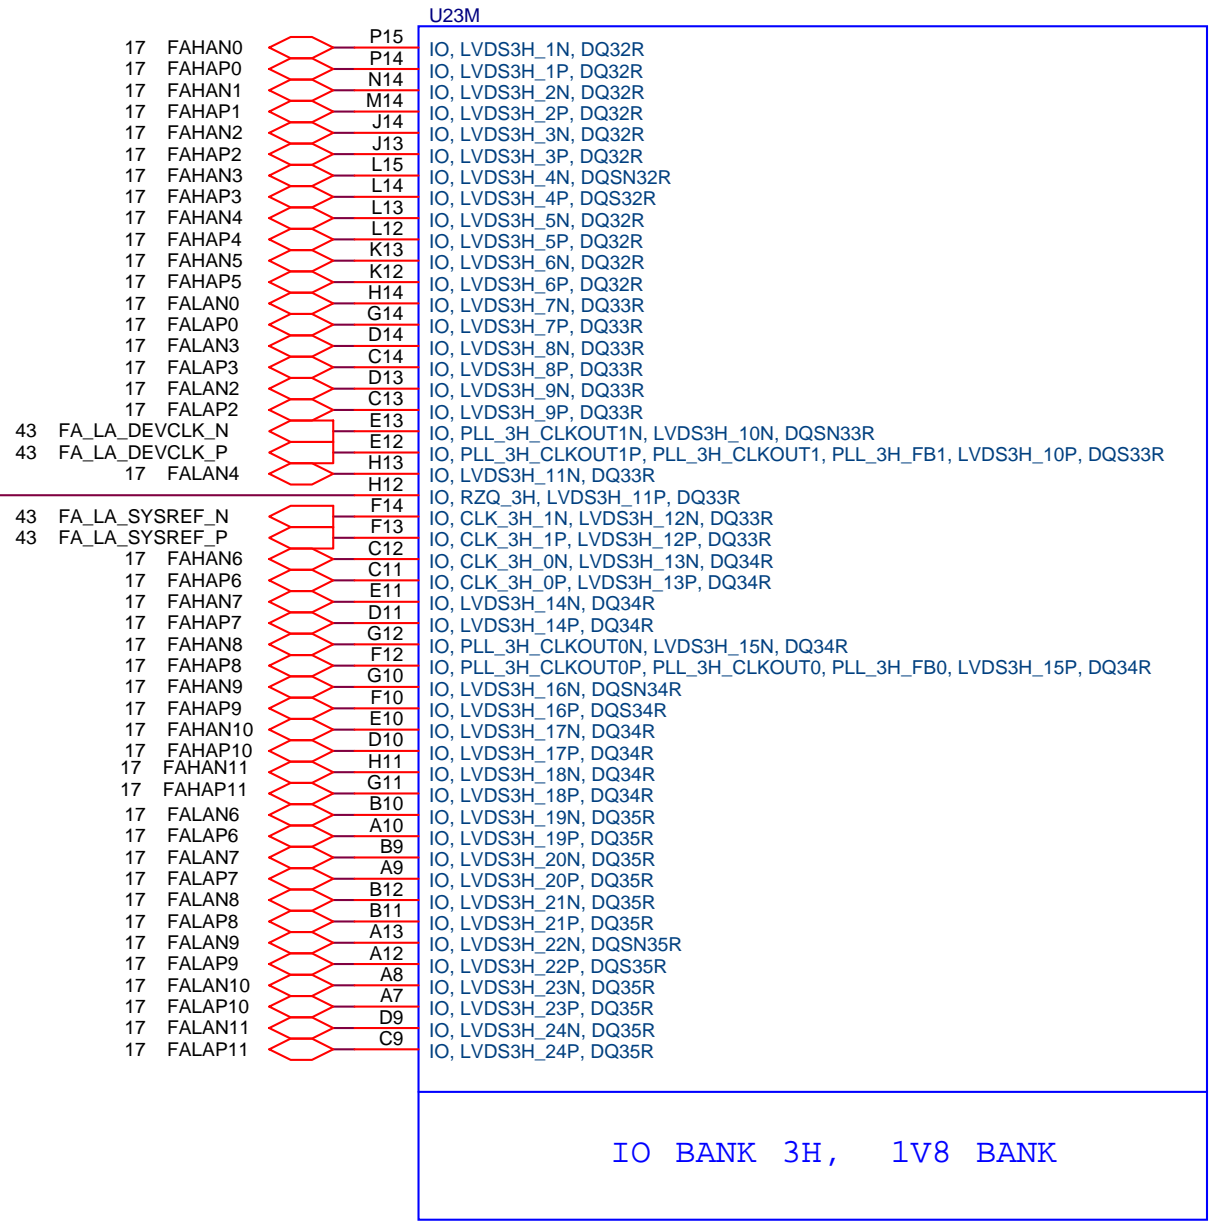 U23M
17 FAHAN0 P15 IO, LVDS3H_1N, DQ32R
17 FAHAP0 P14 IO, LVDS3H_1P, DQ32R
17 FAHAN1 N14 IO, LVDS3H_2N, DQ32R
17 FAHAP1 M14 IO, LVDS3H_2P, DQ32R
17 FAHAN2 J14 IO, LVDS3H_3N, DQ32R
17 FAHAP2 J13 IO, LVDS3H_3P, DQ32R
17 FAHAN3 L15 IO, LVDS3H_4N, DQSN32R
17 FAHAP3 L14 IO, LVDS3H_4P, DQS32R
17 FAHAN4 L13 IO, LVDS3H_5N, DQ32R
17 FAHAP4 L12 IO, LVDS3H_5P, DQ32R
17 FAHAN5 K13 IO, LVDS3H_6N, DQ32R
17 FAHAP5 K12 IO, LVDS3H_6P, DQ32R
17 FALAN0 H14 IO, LVDS3H_7N, DQ33R
17 FALAP0 G14 IO, LVDS3H_7P, DQ33R
17 FALAN3 D14 IO, LVDS3H_8N, DQ33R
17 FALAP3 C14 IO, LVDS3H_8P, DQ33R
17 FALAN2 D13 IO, LVDS3H_9N, DQ33R
17 FALAP2 C13 IO, LVDS3H_9P, DQ33R
43 FA_LA_DEVCLK_N E13 IO, PLL_3H_CLKOUT1N, LVDS3H_10N, DQSN33R
43 FA_LA_DEVCLK_P E12 IO, PLL_3H_CLKOUT1P, PLL_3H_CLKOUT1, PLL_3H_FB1, LVDS3H_10P, DQS33R
17 FALAN4 H13 IO, LVDS3H_11N, DQ33R
H12 IO, RZQ_3H, LVDS3H_11P, DQ33R
43 FA_LA_SYSREF_N F14 IO, CLK_3H_1N, LVDS3H_12N, DQ33R
43 FA_LA_SYSREF_P F13 IO, CLK_3H_1P, LVDS3H_12P, DQ33R
17 FAHAN6 C12 IO, CLK_3H_0N, LVDS3H_13N, DQ34R
17 FAHAP6 C11 IO, CLK_3H_0P, LVDS3H_13P, DQ34R
17 FAHAN7 E11 IO, LVDS3H_14N, DQ34R
17 FAHAP7 D11 IO, LVDS3H_14P, DQ34R
17 FAHAN8 G12 IO, PLL_3H_CLKOUT0N, LVDS3H_15N, DQ34R
17 FAHAP8 F12 IO, PLL_3H_CLKOUT0P, PLL_3H_CLKOUT0, PLL_3H_FB0, LVDS3H_15P, DQ34R
17 FAHAN9 G10 IO, LVDS3H_16N, DQSN34R
17 FAHAP9 F10 IO, LVDS3H_16P, DQS34R
17 FAHAN10 E10 IO, LVDS3H_17N, DQ34R
17 FAHAP10 D10 IO, LVDS3H_17P, DQ34R
17 FAHAN11 H11 IO, LVDS3H_18N, DQ34R
17 FAHAP11 G11 IO, LVDS3H_18P, DQ34R
17 FALAN6 B10 IO, LVDS3H_19N, DQ35R
17 FALAP6 A10 IO, LVDS3H_19P, DQ35R
17 FALAN7 B9 IO, LVDS3H_20N, DQ35R
17 FALAP7 A9 IO, LVDS3H_20P, DQ35R
17 FALAN8 B12 IO, LVDS3H_21N, DQ35R
17 FALAP8 B11 IO, LVDS3H_21P, DQ35R
17 FALAN9 A13 IO, LVDS3H_22N, DQSN35R
17 FALAP9 A12 IO, LVDS3H_22P, DQS35R
17 FALAN10 A8 IO, LVDS3H_23N, DQ35R
17 FALAP10 A7 IO, LVDS3H_23P, DQ35R
17 FALAN11 D9 IO, LVDS3H_24N, DQ35R
17 FALAP11 C9 IO, LVDS3H_24P, DQ35R
IO BANK 3H, 1V8 BANK